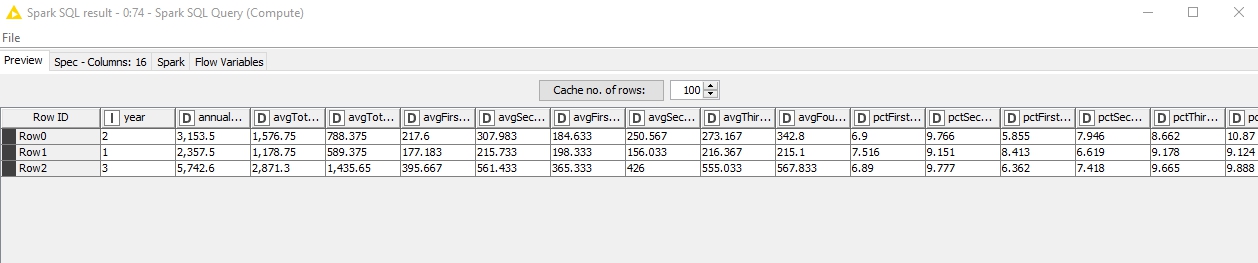 Spark SQL result - 0:74 - Spark SQL Query (Compute)
File
Preview Spec - Columns: 16 Spark Flow Variables
Cache no. of rows: 100
Row ID I year D annual... D avgTot... D avgTot... D avgFirs... D avgSec... D avgFirs... D avgSec... D avgThir... D avgFou... D pctFirst... D pctSec... D pctFirst... D pctSec... D pctThir... D pc
Row0 2 3,153.5 1,576.75 788.375 217.6 307.983 184.633 250.567 273.167 342.8 6.9 9.766 5.855 7.946 8.662 10.87
Row1 1 2,357.5 1,178.75 589.375 177.183 215.733 198.333 156.033 216.367 215.1 7.516 9.151 8.413 6.619 9.178 9.124
Row2 3 5,742.6 2,871.3 1,435.65 395.667 561.433 365.333 426 555.033 567.833 6.89 9.777 6.362 7.418 9.665 9.888